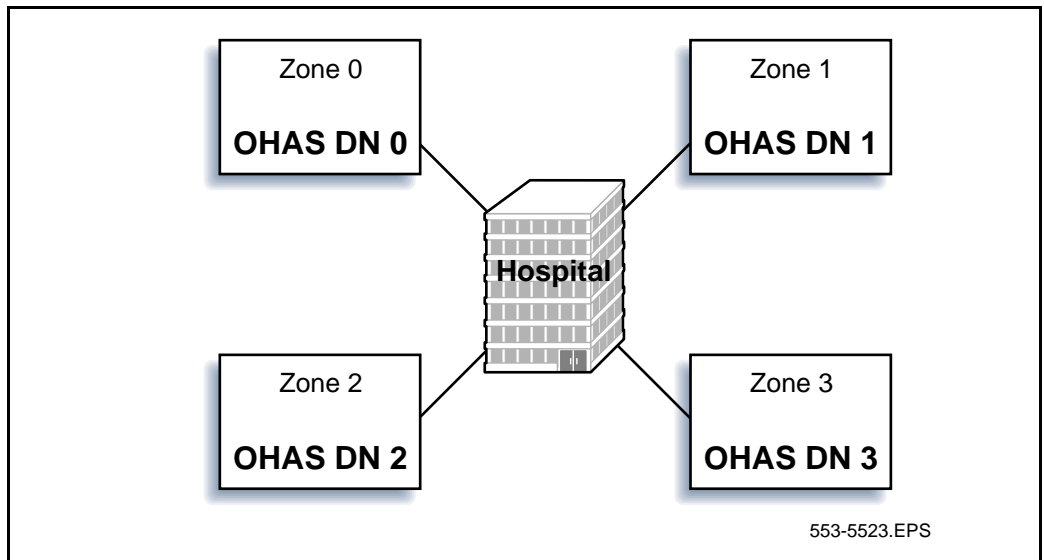 Zone 0
OHAS DN 0
Zone 1
OHAS DN 1
Hospital
Zone 2
OHAS DN 2
Zone 3
OHAS DN 3
553-5523.EPS